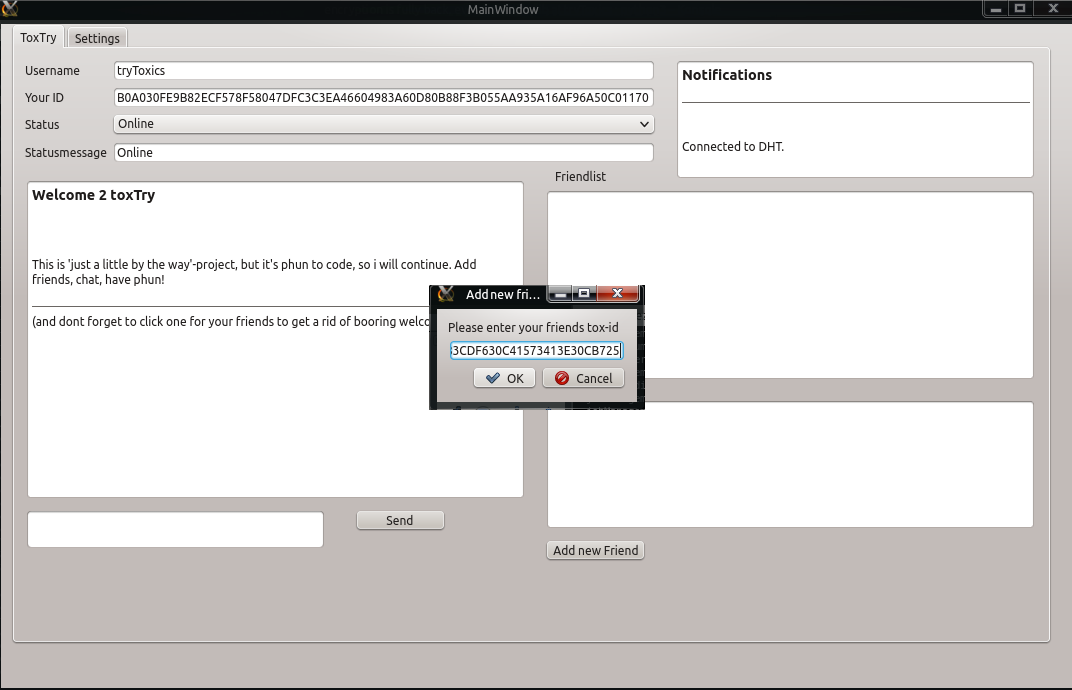 MainWindow
ToxTry
Settings
Username
tryToxics
Your ID
B0A030FE9B82ECF578F58047DFC3C3EA46604983A60D80B88F3B055AA935A16AF96A50C01170
Status
Online
Statusmessage
Online
Notifications
Connected to DHT.
Friendlist
Welcome 2 toxTry
This is 'just a little by the way'-project, but it's phun to code, so i will continue. Add
friends, chat, have phun!
(and dont forget to click one for your friends to get a rid of booring welco
Add new fri...
Please enter your friends tox-id
3CDF630C41573413E30CB725
OK
Cancel
Send
Add new Friend